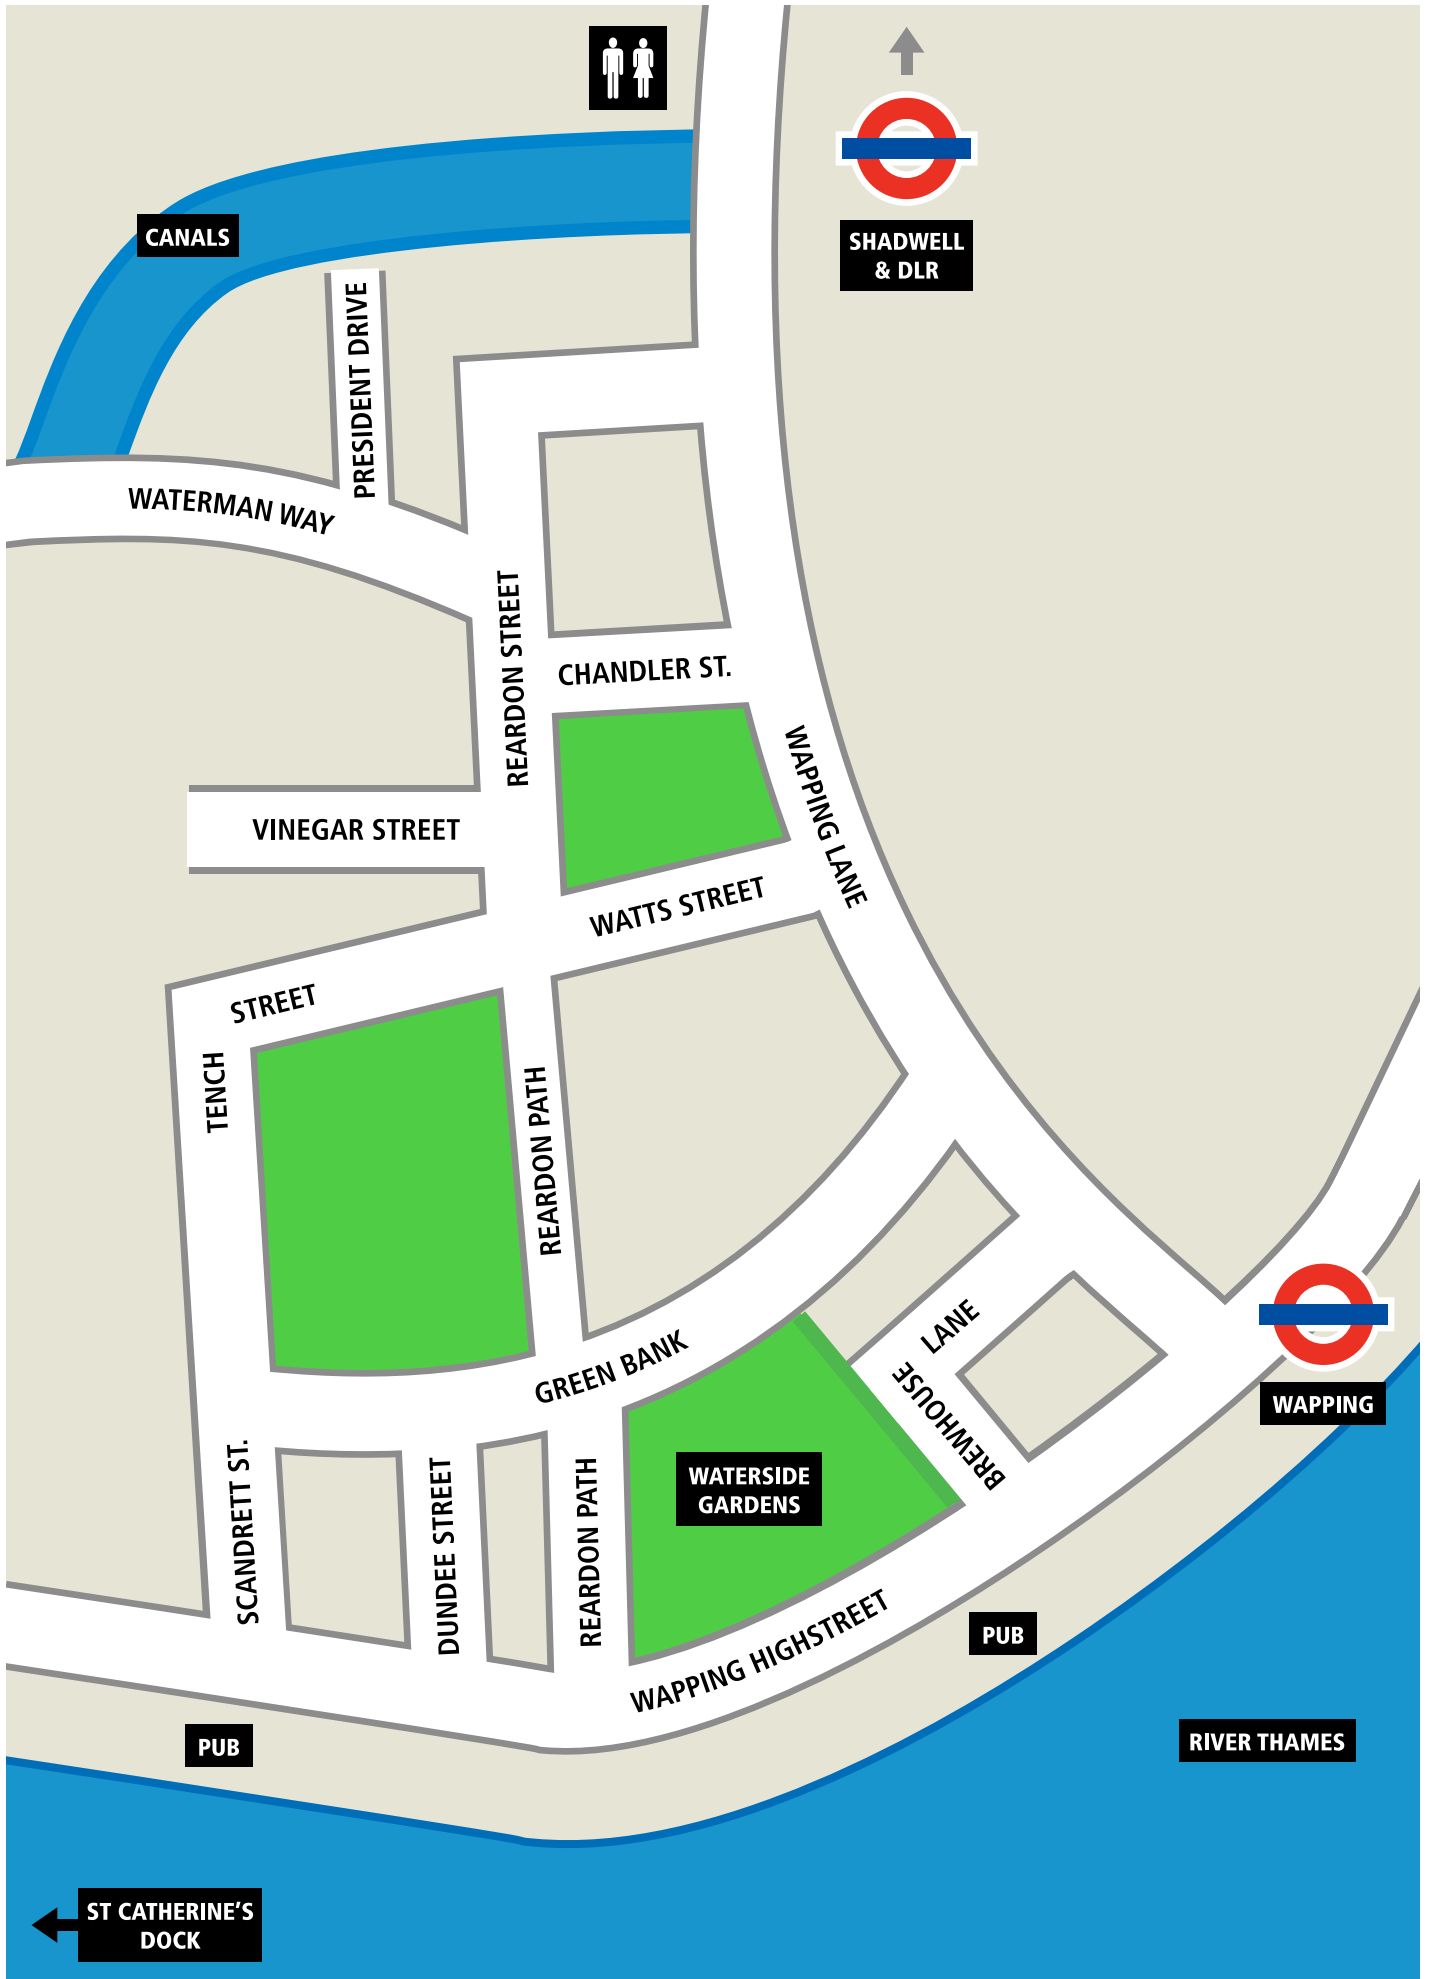 CANALS
SHADWELL
& DLR
PRESIDENT DRIVE
WATERMAN WAY
REARDON STREET
CHANDLER ST.
WAPPING LANE
VINEGAR STREET
WATTS STREET
STREET
TENCH
REARDON PATH
GREEN BANK
LANE
BREWHOUSE
WAPPING
WATERSIDE
GARDENS
SCANDRETT ST.
DUNDEE STREET
REARDON PATH
WAPPING HIGHSTREET
PUB
PUB
RIVER THAMES
ST CATHERINE'S
DOCK